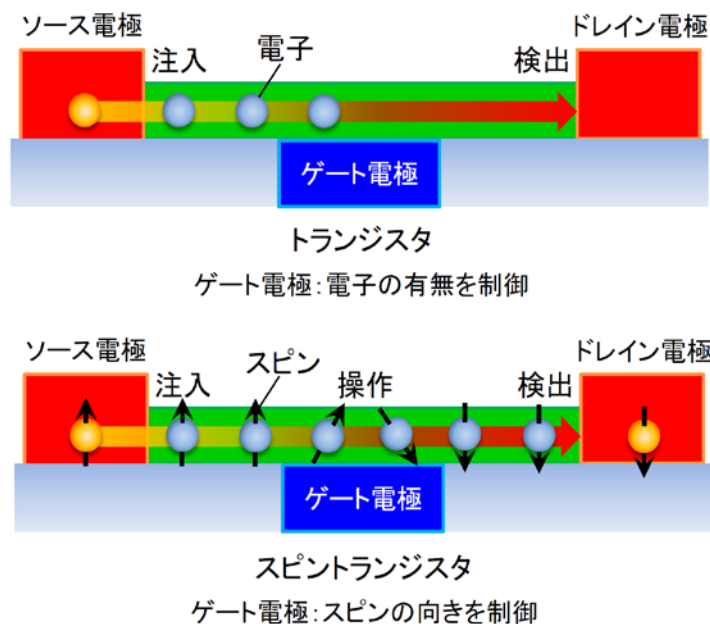 ソース電極
ドレイン電極
注入
電子
検出
ゲート電極
トランジスタ
ゲート電極:電子の有無を制御
ソース電極
ドレイン電極
注入
スピン
操作
検出
ゲート電極
スピントランジスタ
ゲート電極:スピンの向きを制御